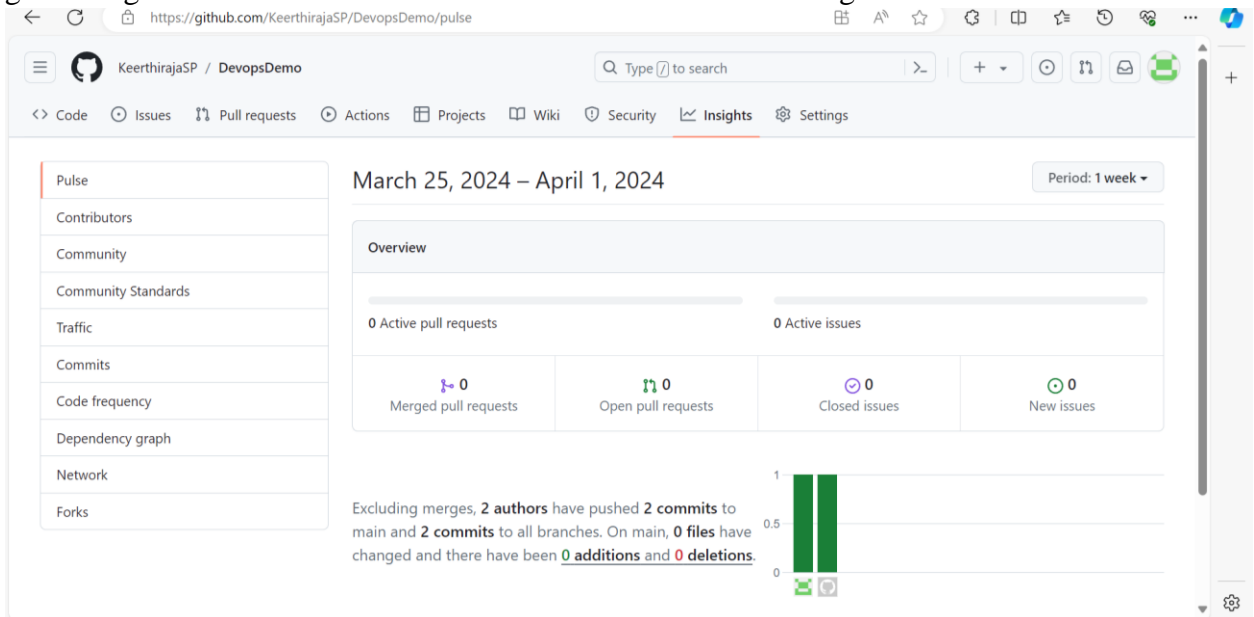 https://github.com/KeerthirajaSP/DevopsDemo/pulse
KeerthirajaSP / DevopsDemo
Type / to search
Code Issues Pull requests Actions Projects Wiki Security Insights Settings
Pulse
Contributors
Community
Community Standards
Traffic
Commits
Code frequency
Dependency graph
Network
Forks
March 25, 2024 – April 1, 2024
Period: 1 week
Overview
0 Active pull requests
0 Active issues
0
Merged pull requests
0
Open pull requests
0
Closed issues
0
New issues
Excluding merges, 2 authors have pushed 2 commits to
main and 2 commits to all branches. On main, 0 files have
changed and there have been 0 additions and 0 deletions.
1
0.5
0